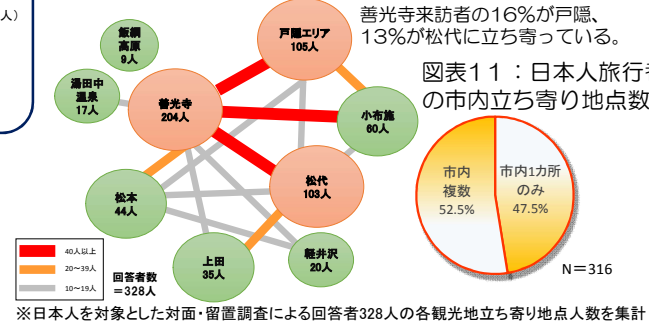 人）
善光寺来訪者の16%が戸隠、
13%が松代に立ち寄っている。
飯綱
高原
9人
戸隠エリア
105人
湯田中
温泉
17人
善光寺
204人
小布施
60人
松本
44人
松代
103人
上田
35人
軽井沢
20人
40人以上
20～39人
10～19人
回答者数
＝328人
図表11：日本人旅行者
の市内立ち寄り地点数
市内
複数
52.5%
市内1カ所
のみ
47.5%
N＝316
※日本人を対象とした対面・留置調査による回答者328人の各観光地立ち寄り地点人数を集計